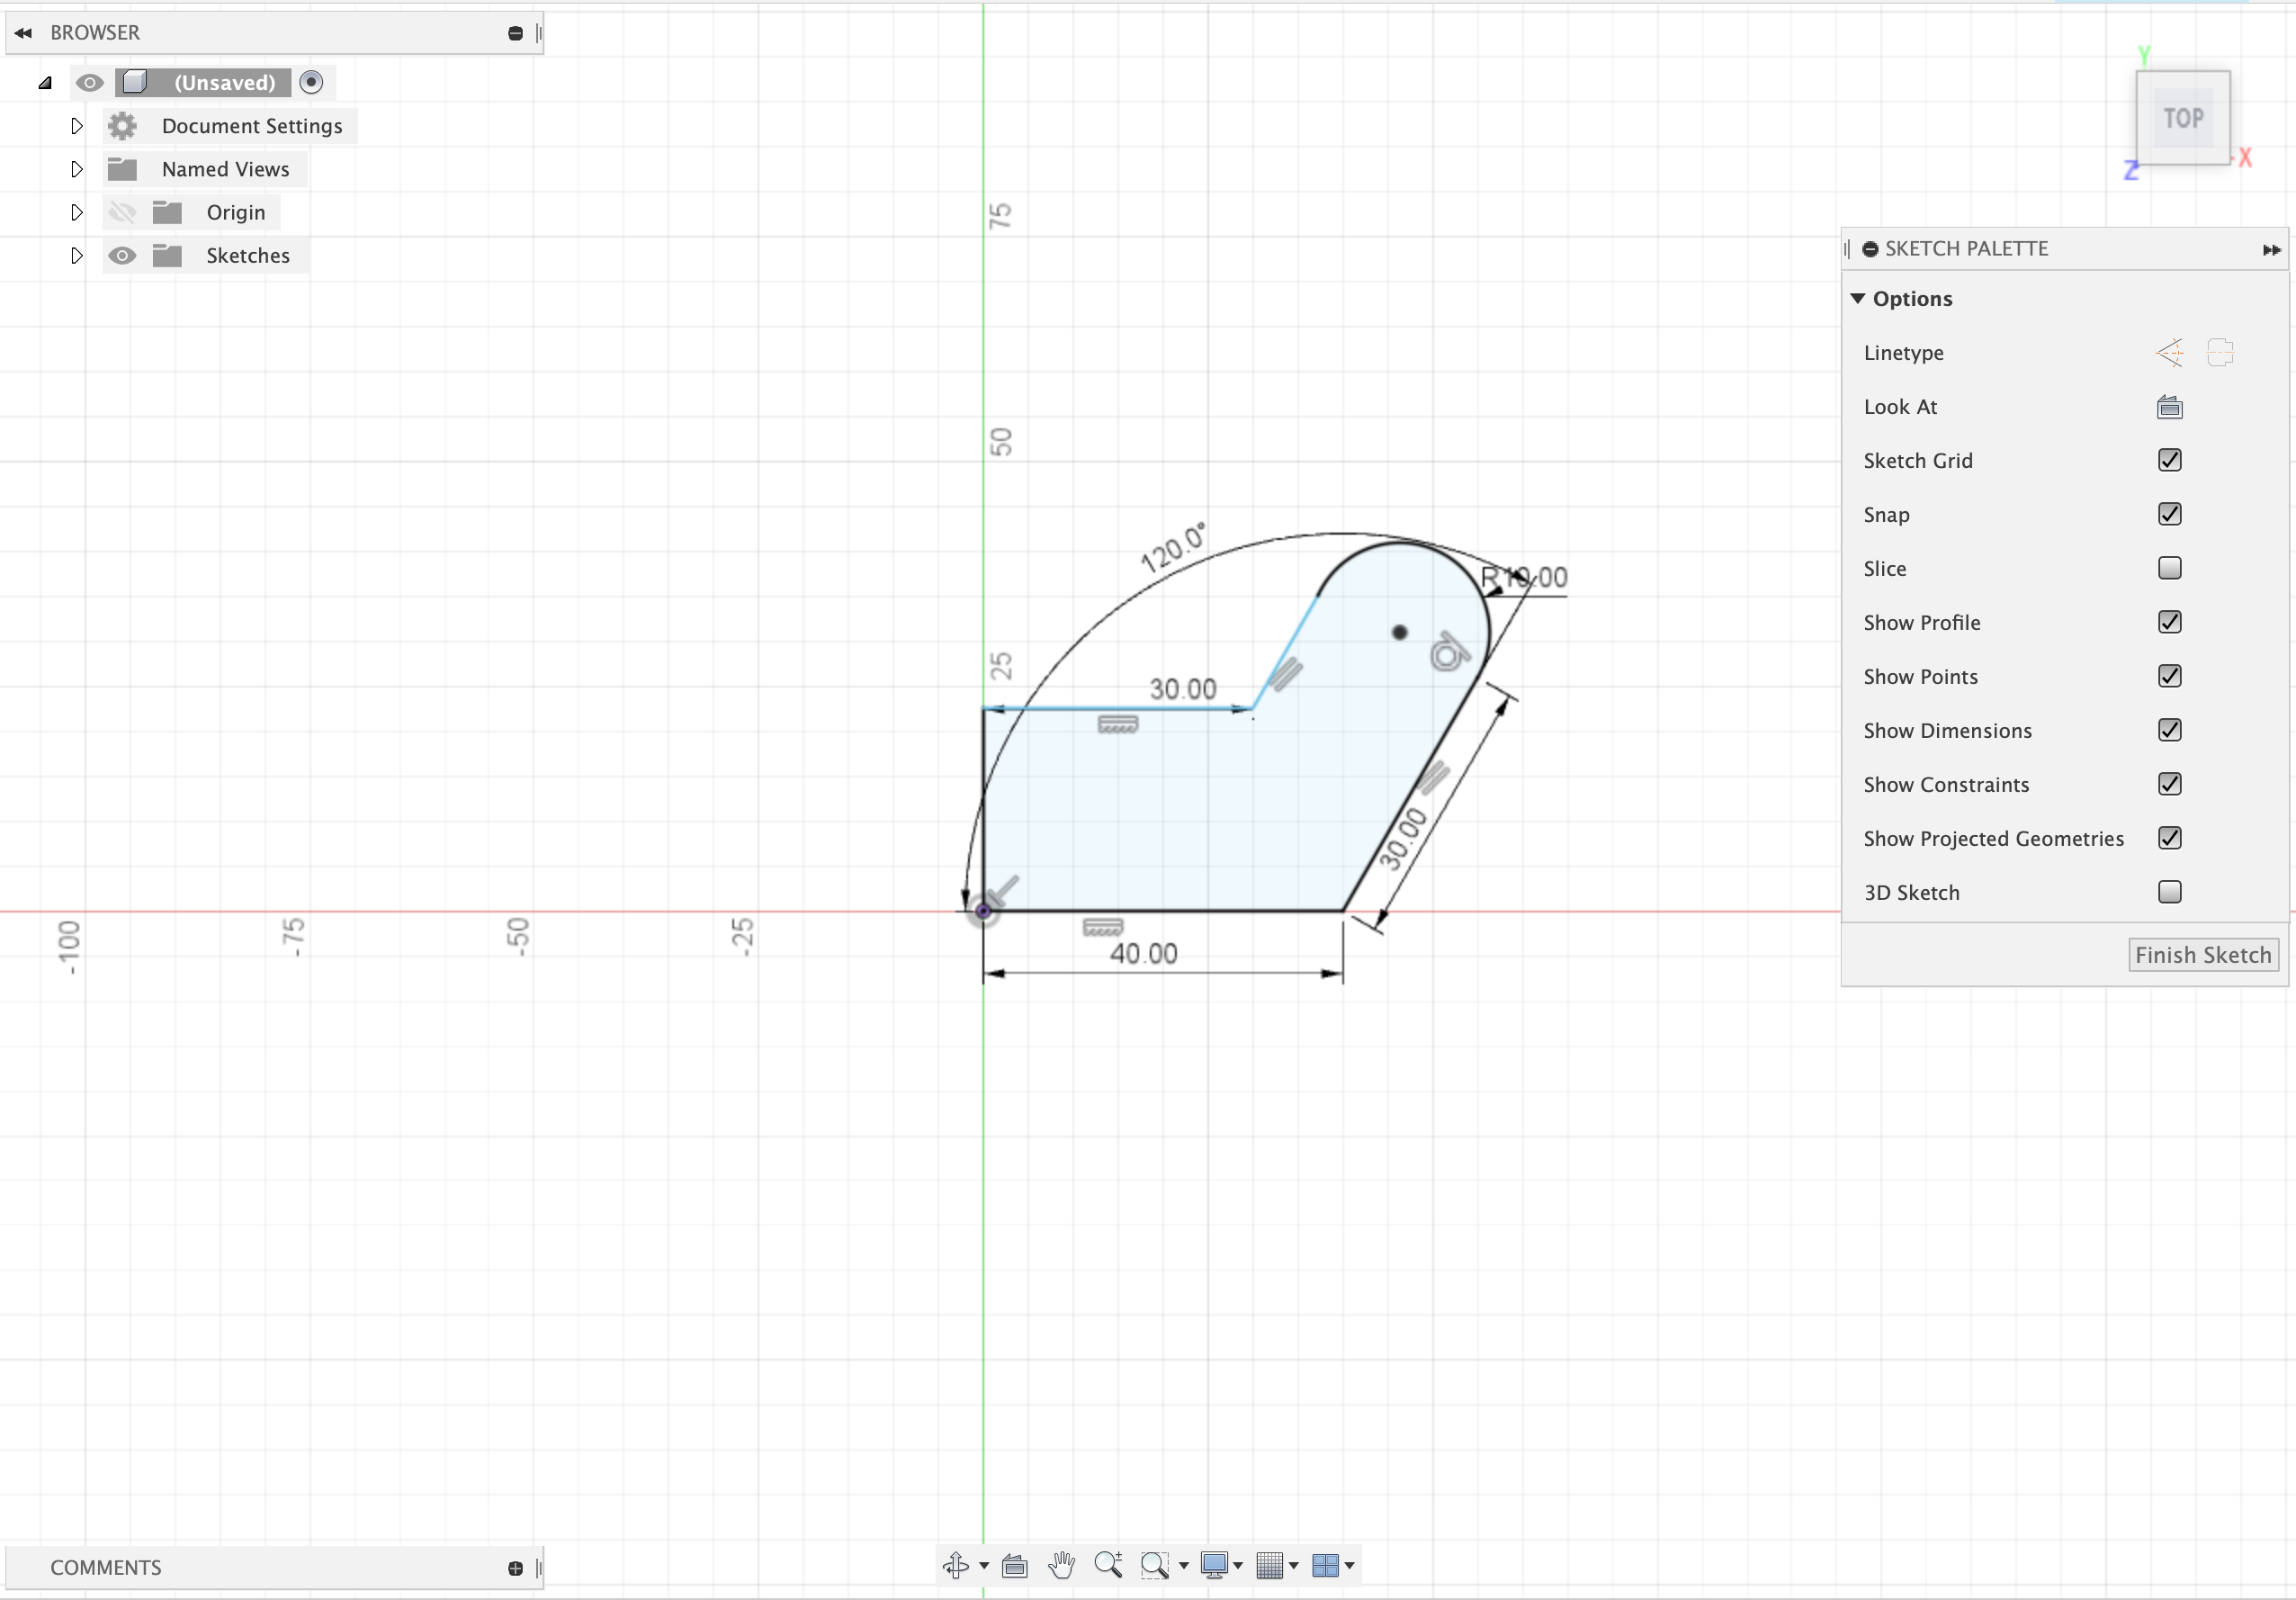 BROWSER
(Unsaved)
Document Settings
Named Views
Origin
Sketches
Y
TOP
X
Z
SKETCH PALETTE
Options
Linetype
Look At
Sketch Grid
Snap
Slice
Show Profile
Show Points
Show Dimensions
Show Constraints
Show Projected Geometries
3D Sketch
Finish Sketch
75
50
25
120.0°
R10.00
30.00
30.00
40.00
-100
-75
-50
-25
COMMENTS